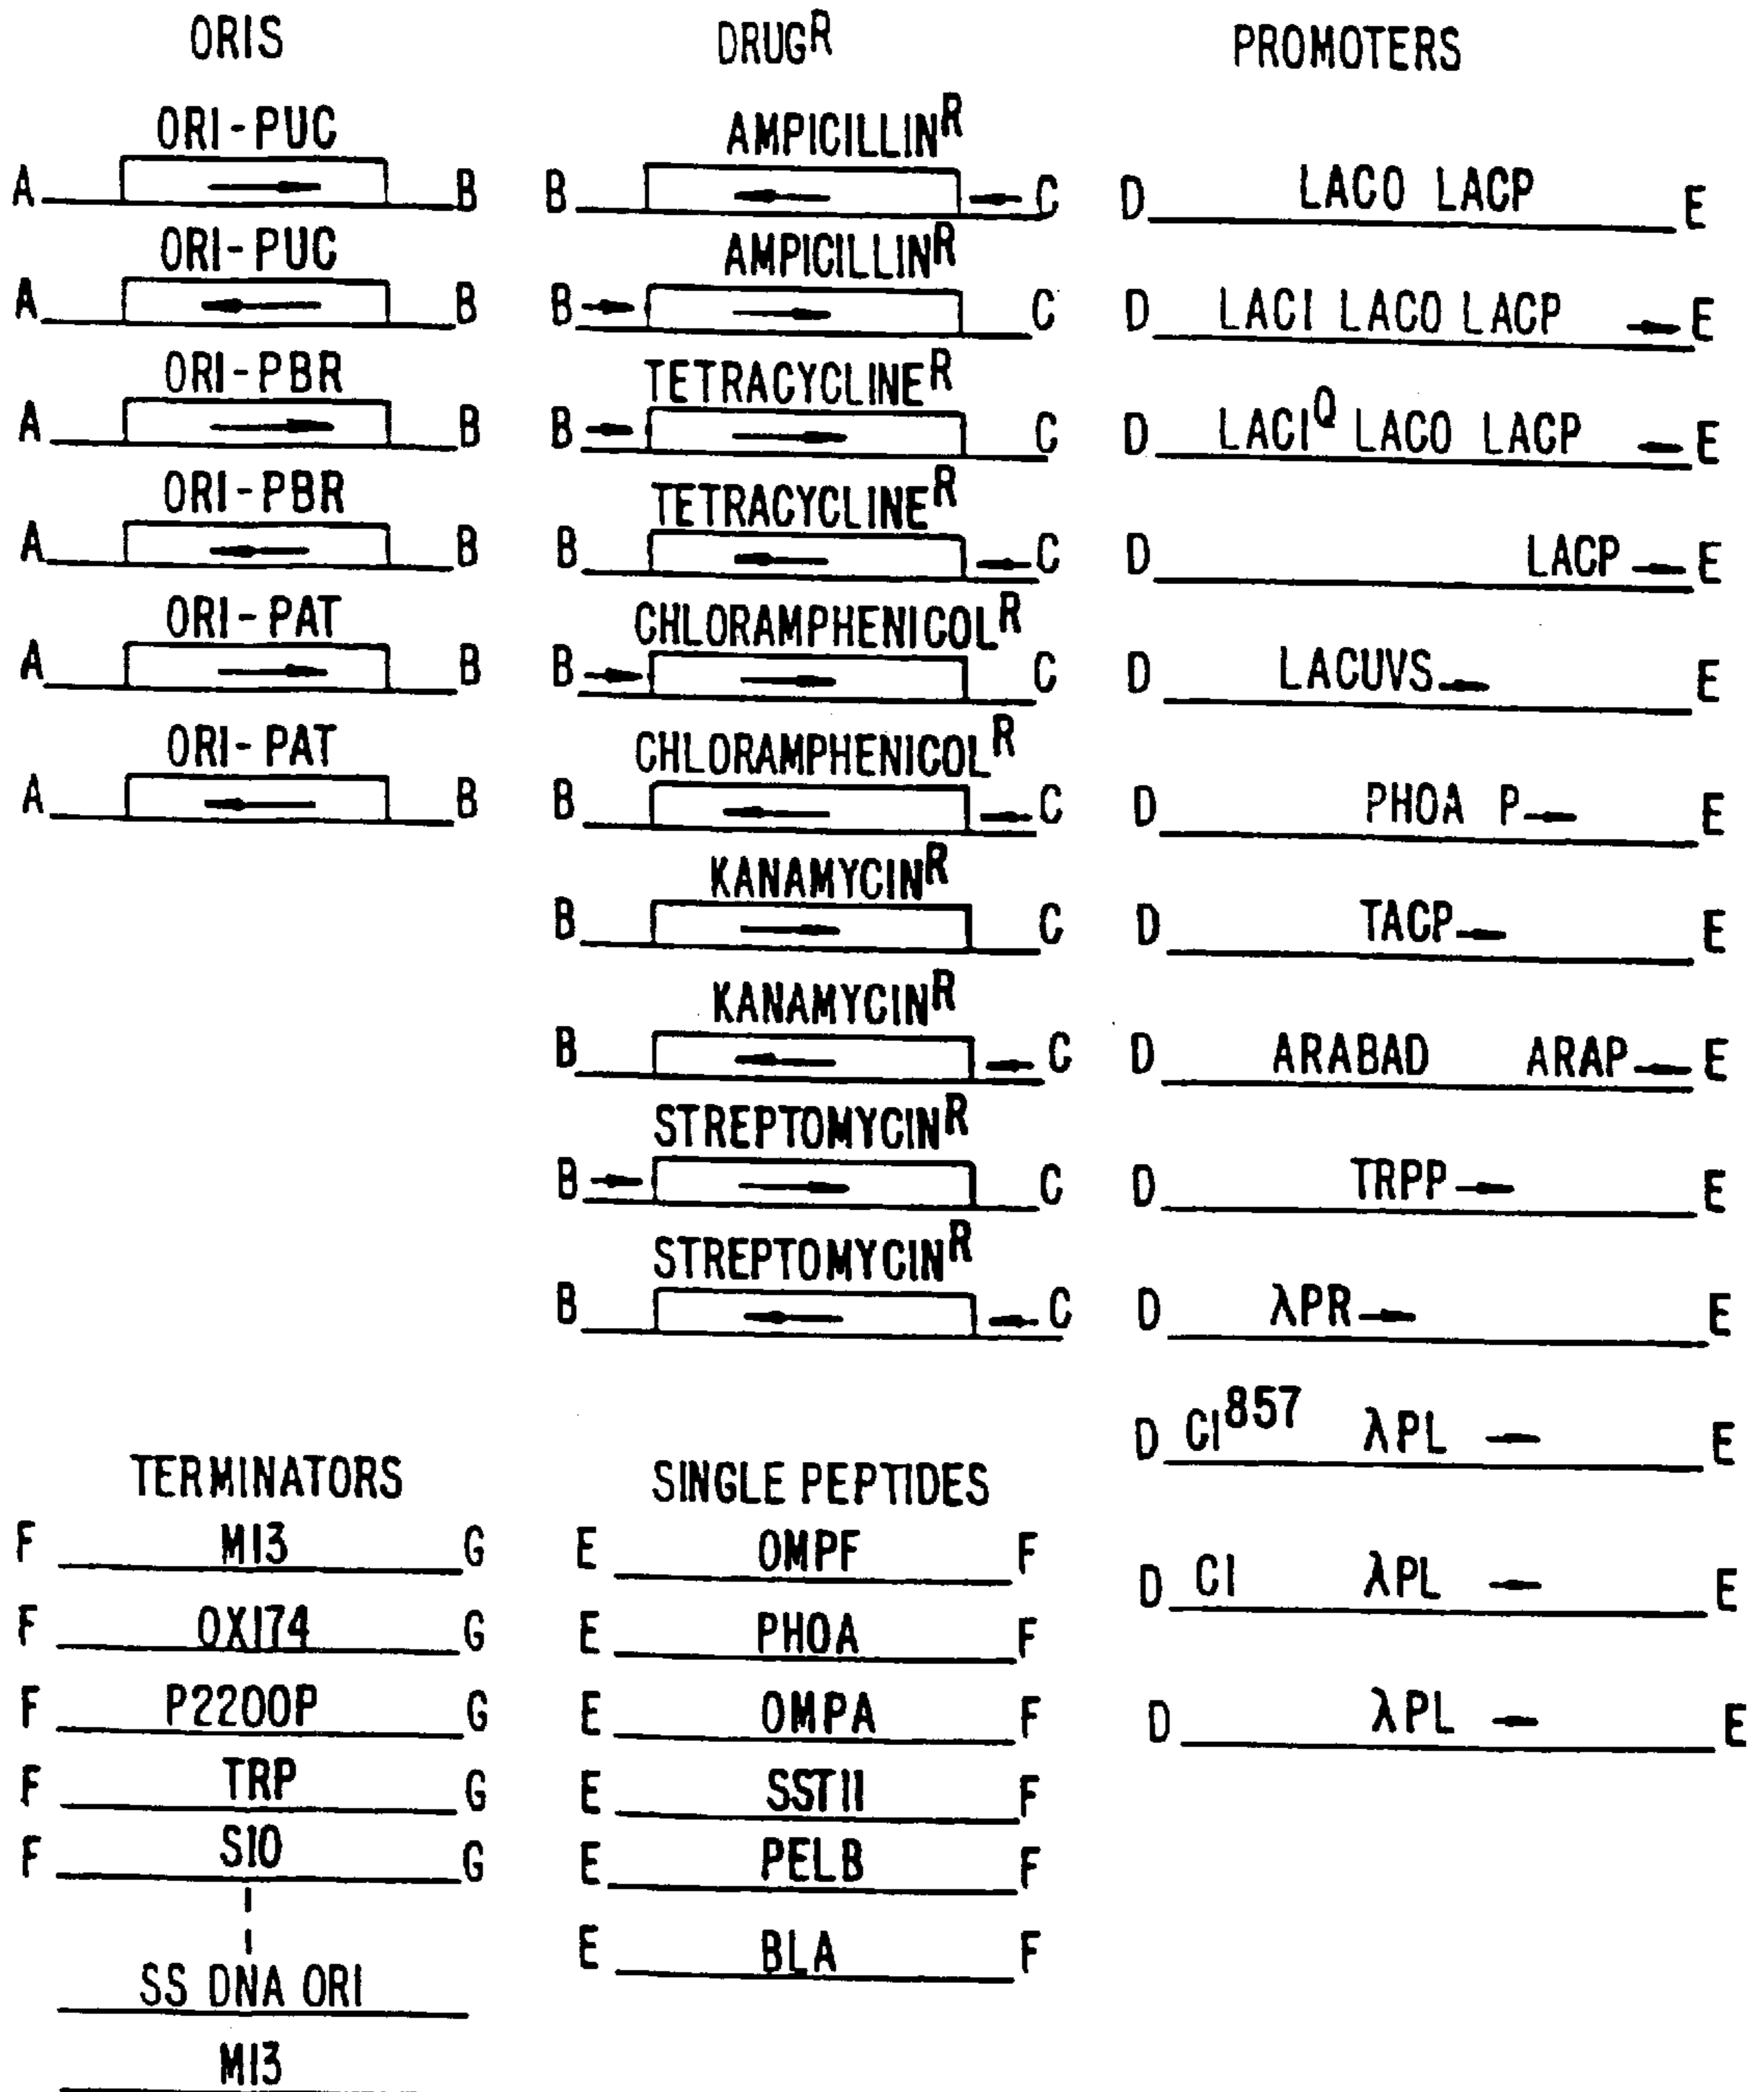 ORIS
ORI-PUC
A B
ORI-PUC
A B
ORI-PBR
A B
ORI-PBR
A B
ORI-PAT
A B
ORI-PAT
A B
DRUGR
AMPICILLINR
B C
AMPICILLINR
B C
TETRACYCLINER
B C
TETRACYCLINER
B C
CHLORAMPHENICOLR
B C
CHLORAMPHENICOLR
B C
KANAMYCINR
B C
KANAMYCINR
B C
STREPTOMYCINR
B C
STREPTOMYCINR
B C
PROMOTERS
D LACO LACP E
D LACI LACO LACP E
D LACIQ LACO LACP E
D LACP E
D LACUVS E
D PHOA P E
D TACP E
D ARABAD ARAP E
D TRPP E
D λPR E
D CI857 λPL E
D CI λPL E
D λPL E
TERMINATORS
F M13 G
F OX174 G
F P2200P G
F TRP G
F S10 G
SS DNA ORI
M13
SINGLE PEPTIDES
E OMPF F
E PHOA F
E OMPA F
E SSTII F
E PELB F
E BLA F